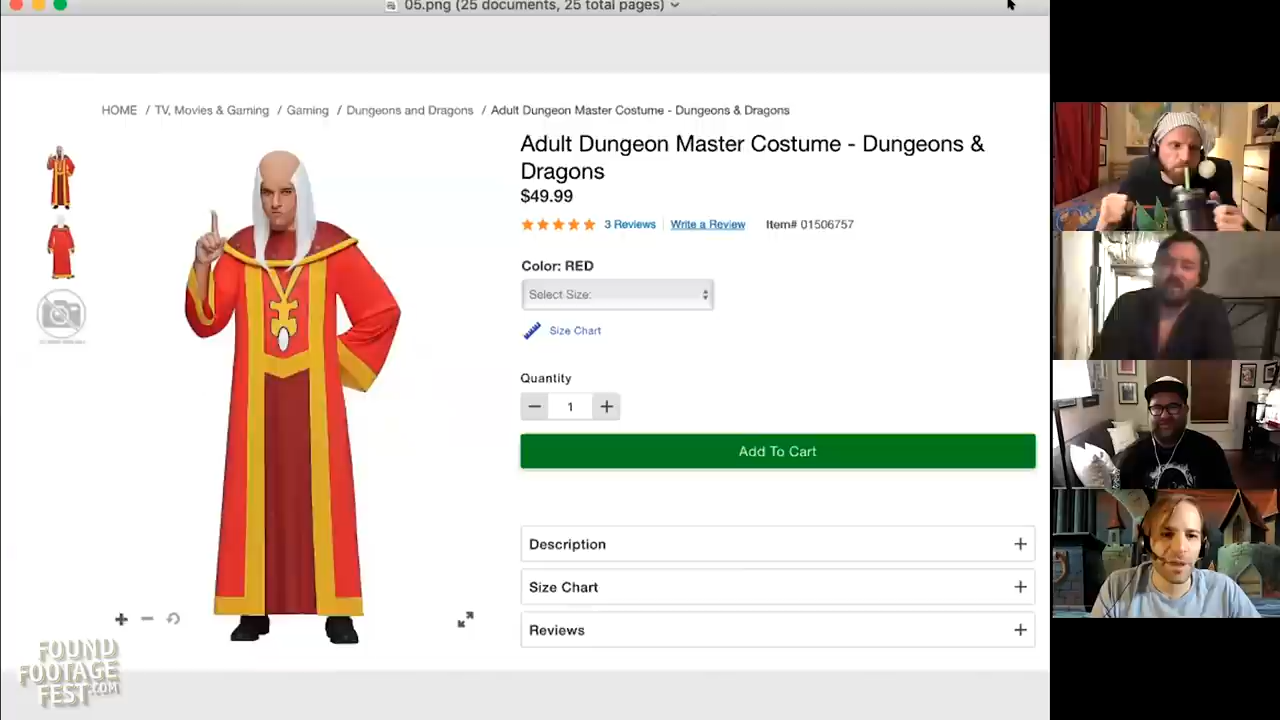 05.png (25 documents, 25 total pages)
HOME / TV, Movies & Gaming / Gaming / Dungeons and Dragons / Adult Dungeon Master Costume - Dungeons & Dragons
Adult Dungeon Master Costume - Dungeons &
Dragons
$49.99
3 Reviews Write a Review Item# 01506757
Color: RED
Select Size:
Size Chart
Quantity
1
Add To Cart
Description
Size Chart
Reviews
FOUND
FOOTAGE
FEST.COM